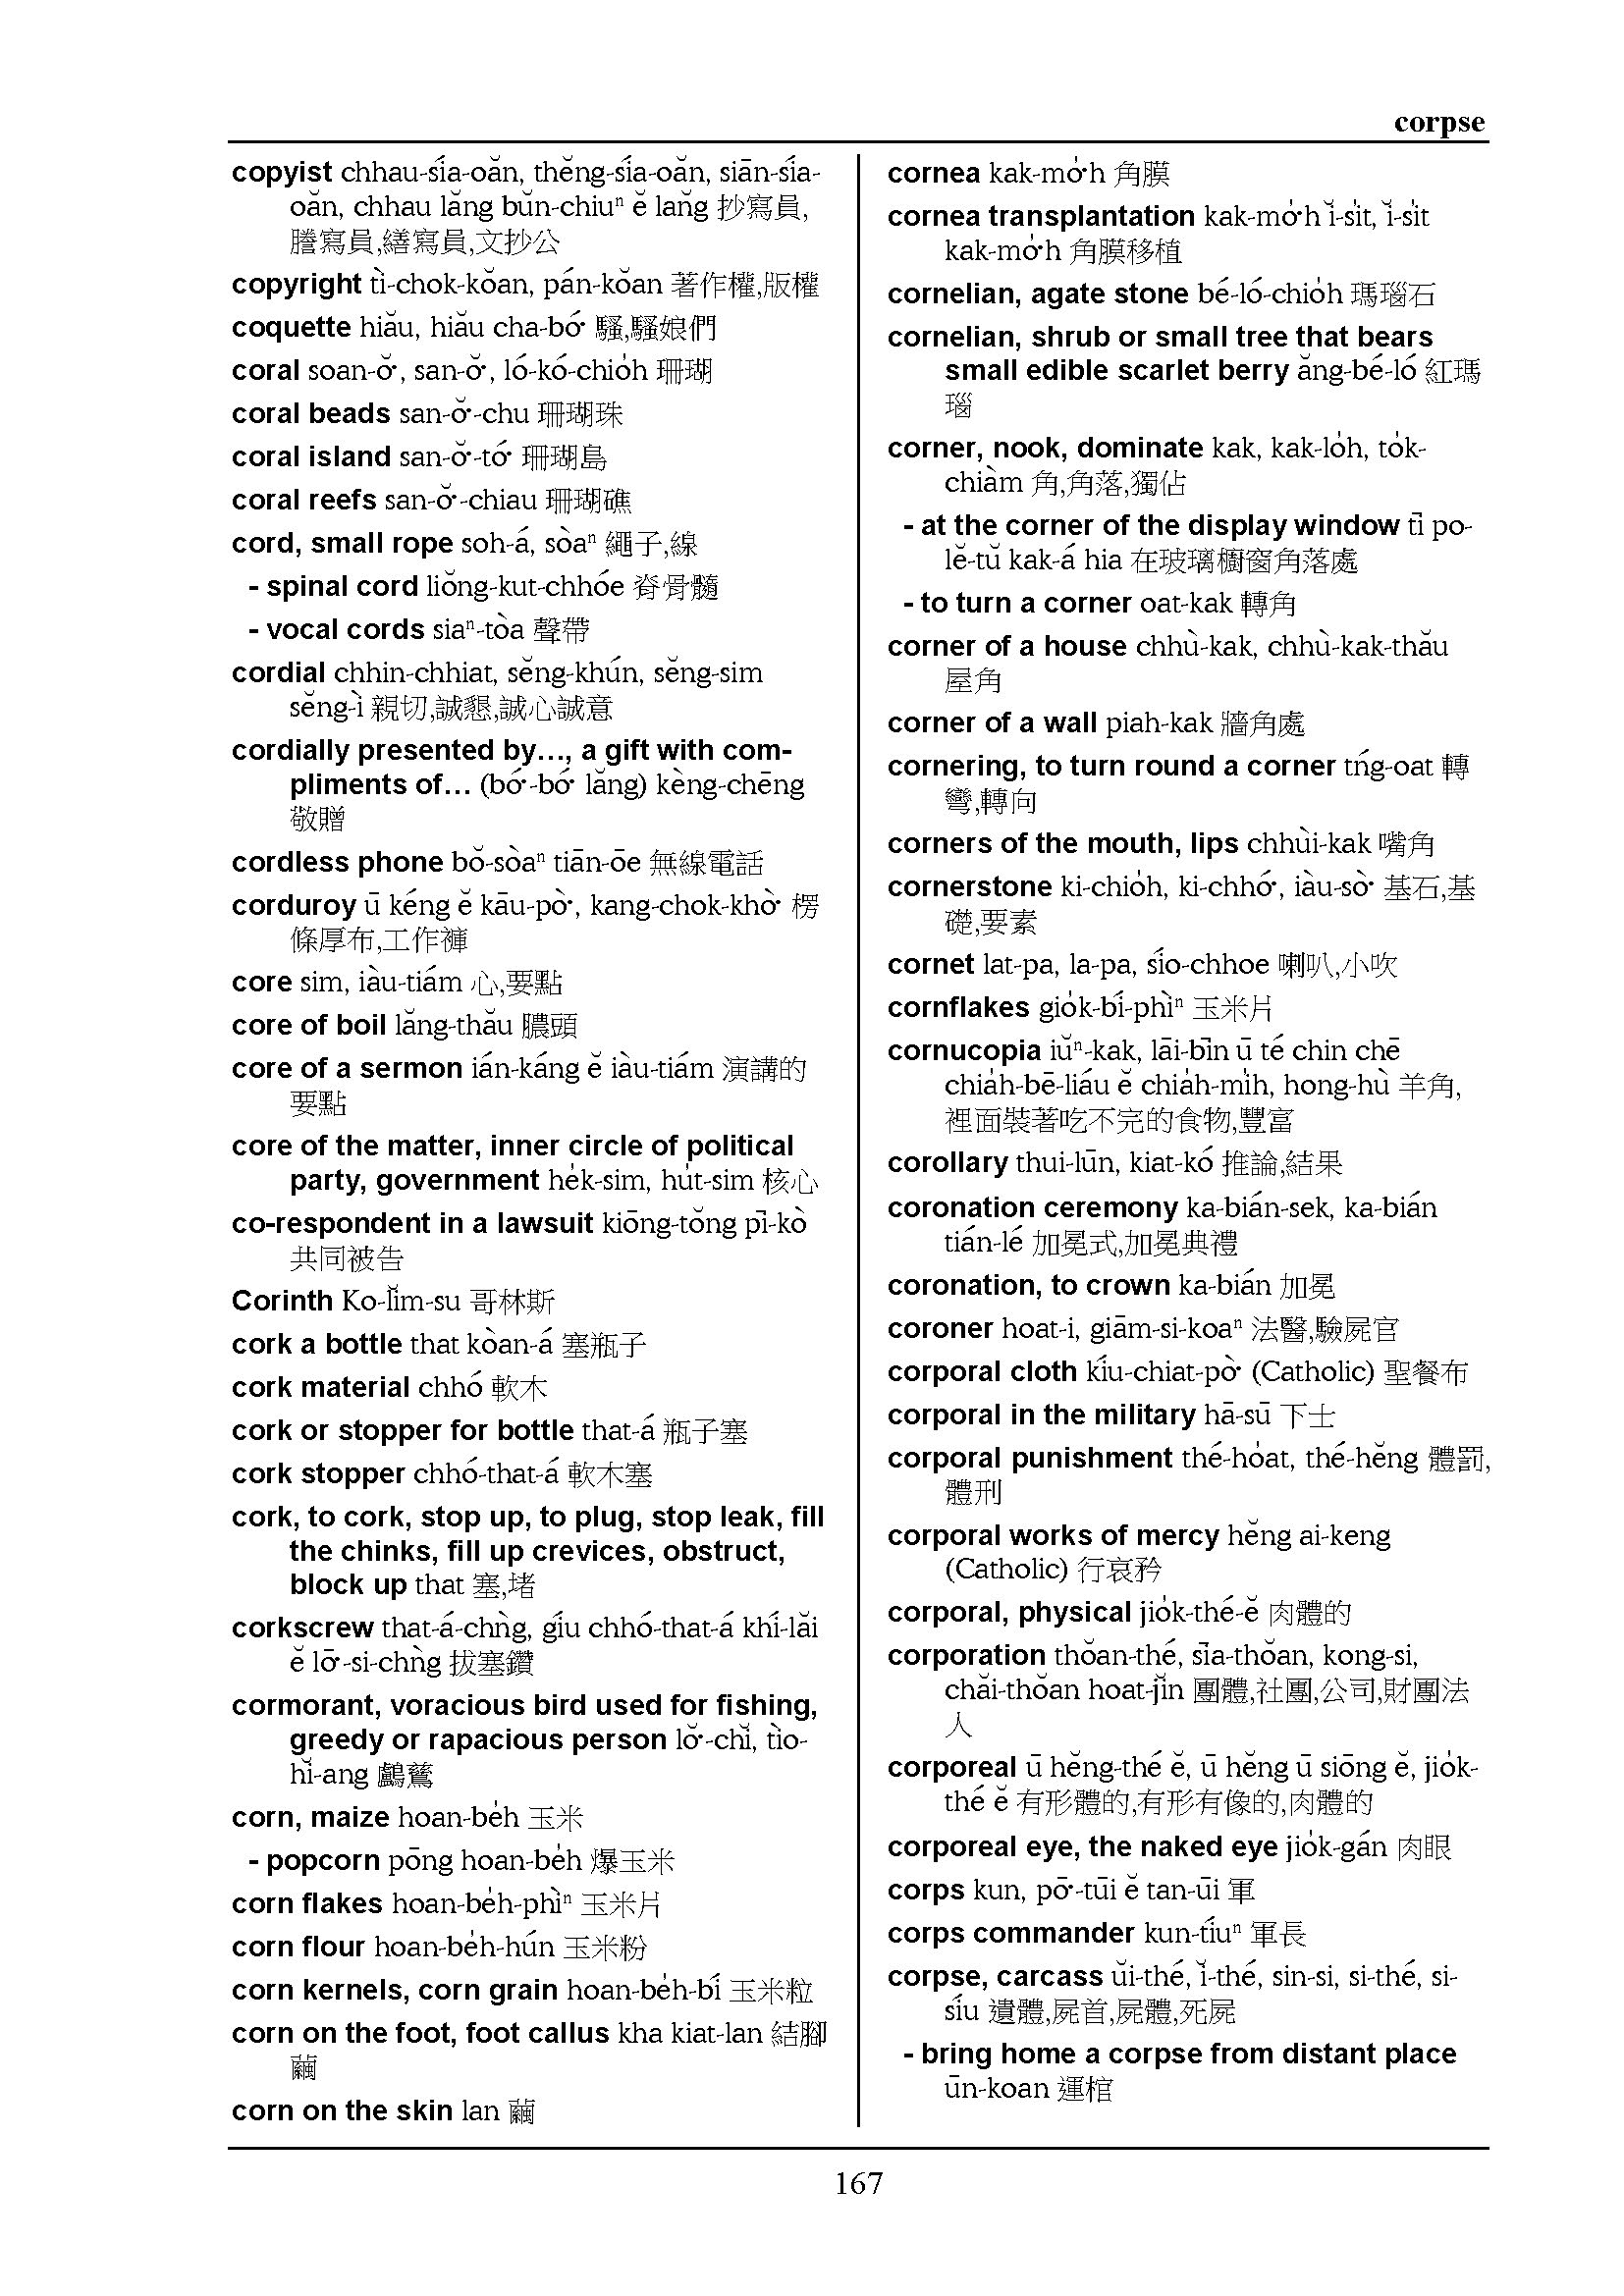 corpse
copyist chhau-sía-oăn, thĕng-sía-oăn, siān-sía-
oăn, chhau lăng bŭn-chiuⁿ ĕ lăng 抄寫員,
謄寫員,繕寫員,文抄公
copyright tì-chok-kŏan, pán-kŏan 著作權,版權
coquette hiău, hiău cha-bó͘ 騷,騷娘們
coral soan-ŏ͘, san-ŏ͘, ló-kó-chio̍h 珊瑚
coral beads san-ŏ͘-chu 珊瑚珠
coral island san-ŏ͘-tó͘ 珊瑚島
coral reefs san-ŏ͘-chiau 珊瑚礁
cord, small rope soh-á, sòaⁿ 繩子,線
- spinal cord liŏng-kut-chhóe 脊骨髓
- vocal cords siaⁿ-tòa 聲帶
cordial chhin-chhiat, sĕng-khún, sĕng-sim
sĕng-ì 親切,誠懇,誠心誠意
cordially presented by…, a gift with com-
pliments of… (bó͘-bó͘ lăng) kèng-chēng
敬贈
cordless phone bŏ-sòaⁿ tiān-ōe 無線電話
corduroy ū kéng ĕ kāu-pò͘, kang-chok-khò͘ 楞
條厚布,工作褲
core sim, iàu-tiám 心,要點
core of boil lăng-thău 膿頭
core of a sermon ián-káng ĕ iàu-tiám 演講的
要點
core of the matter, inner circle of political
party, government he̍k-sim, hu̍t-sim 核心
co-respondent in a lawsuit kiōng-tŏng pī-kò
共同被告
Corinth Ko-lĭm-su 哥林斯
cork a bottle that kòan-á 塞瓶子
cork material chhó 軟木
cork or stopper for bottle that-á 瓶子塞
cork stopper chhó-that-á 軟木塞
cork, to cork, stop up, to plug, stop leak, fill
the chinks, fill up crevices, obstruct,
block up that 塞,堵
corkscrew that-á-chǹg, gíu chhó-that-á khí-lăi
ĕ lō͘-si-chǹg 拔塞鑽
cormorant, voracious bird used for fishing,
greedy or rapacious person lŏ͘-chĭ, tìo-
hĭ-ang 鸕鶿
corn, maize hoan-be̍h 玉米
- popcorn pōng hoan-be̍h 爆玉米
corn flakes hoan-be̍h-phìⁿ 玉米片
corn flour hoan-be̍h-hún 玉米粉
corn kernels, corn grain hoan-be̍h-bí 玉米粒
corn on the foot, foot callus kha kiat-lan 結腳
繭
corn on the skin lan 繭
cornea kak-mo̍͘h 角膜
cornea transplantation kak-mo̍͘h ĭ-si̍t, ĭ-si̍t
kak-mo̍͘h 角膜移植
cornelian, agate stone bé-ló-chio̍h 瑪瑙石
cornelian, shrub or small tree that bears
small edible scarlet berry ăng-bé-ló 紅瑪
瑙
corner, nook, dominate kak, kak-lo̍h, to̍k-
chiàm 角,角落,獨佔
- at the corner of the display window tī po-
lĕ-tŭ kak-á hia 在玻璃櫥窗角落處
- to turn a corner oat-kak 轉角
corner of a house chhù-kak, chhù-kak-thău
屋角
corner of a wall piah-kak 牆角處
cornering, to turn round a corner tńg-oat 轉
彎,轉向
corners of the mouth, lips chhùi-kak 嘴角
cornerstone ki-chio̍h, ki-chhó͘, iàu-sò͘ 基石,基
礎,要素
cornet lat-pa, la-pa, sío-chhoe 喇叭,小吹
cornflakes gio̍k-bí-phìⁿ 玉米片
cornucopia iŭⁿ-kak, lāi-bīn ū té chin chē
chia̍h-bē-liáu ĕ chia̍h-mi̍h, hong-hù 羊角,
裡面裝著吃不完的食物,豐富
corollary thui-lūn, kiat-kó 推論,結果
coronation ceremony ka-bián-sek, ka-bián
tián-lé 加冕式,加冕典禮
coronation, to crown ka-bián 加冕
coroner hoat-i, giām-si-koaⁿ 法醫,驗屍官
corporal cloth kíu-chiat-pò͘ (Catholic) 聖餐布
corporal in the military hā-sū 下士
corporal punishment thé-ho̍at, thé-hĕng 體罰,
體刑
corporal works of mercy hĕng ai-keng
(Catholic) 行哀矜
corporal, physical jio̍k-thé-ĕ 肉體的
corporation thŏan-thé, sīa-thŏan, kong-si,
chăi-thŏan hoat-jĭn 團體,社團,公司,財團法
人
corporeal ū hĕng-thé ĕ, ū hĕng ū siōng ĕ, jio̍k-
thé ĕ 有形體的,有形有像的,肉體的
corporeal eye, the naked eye jio̍k-gán 肉眼
corps kun, pō͘-tūi ĕ tan-ūi 軍
corps commander kun-tíuⁿ 軍長
corpse, carcass ŭi-thé, ĭ-thé, sin-si, si-thé, si-
síu 遺體,屍首,屍體,死屍
- bring home a corpse from distant place
ūn-koan 運棺
167